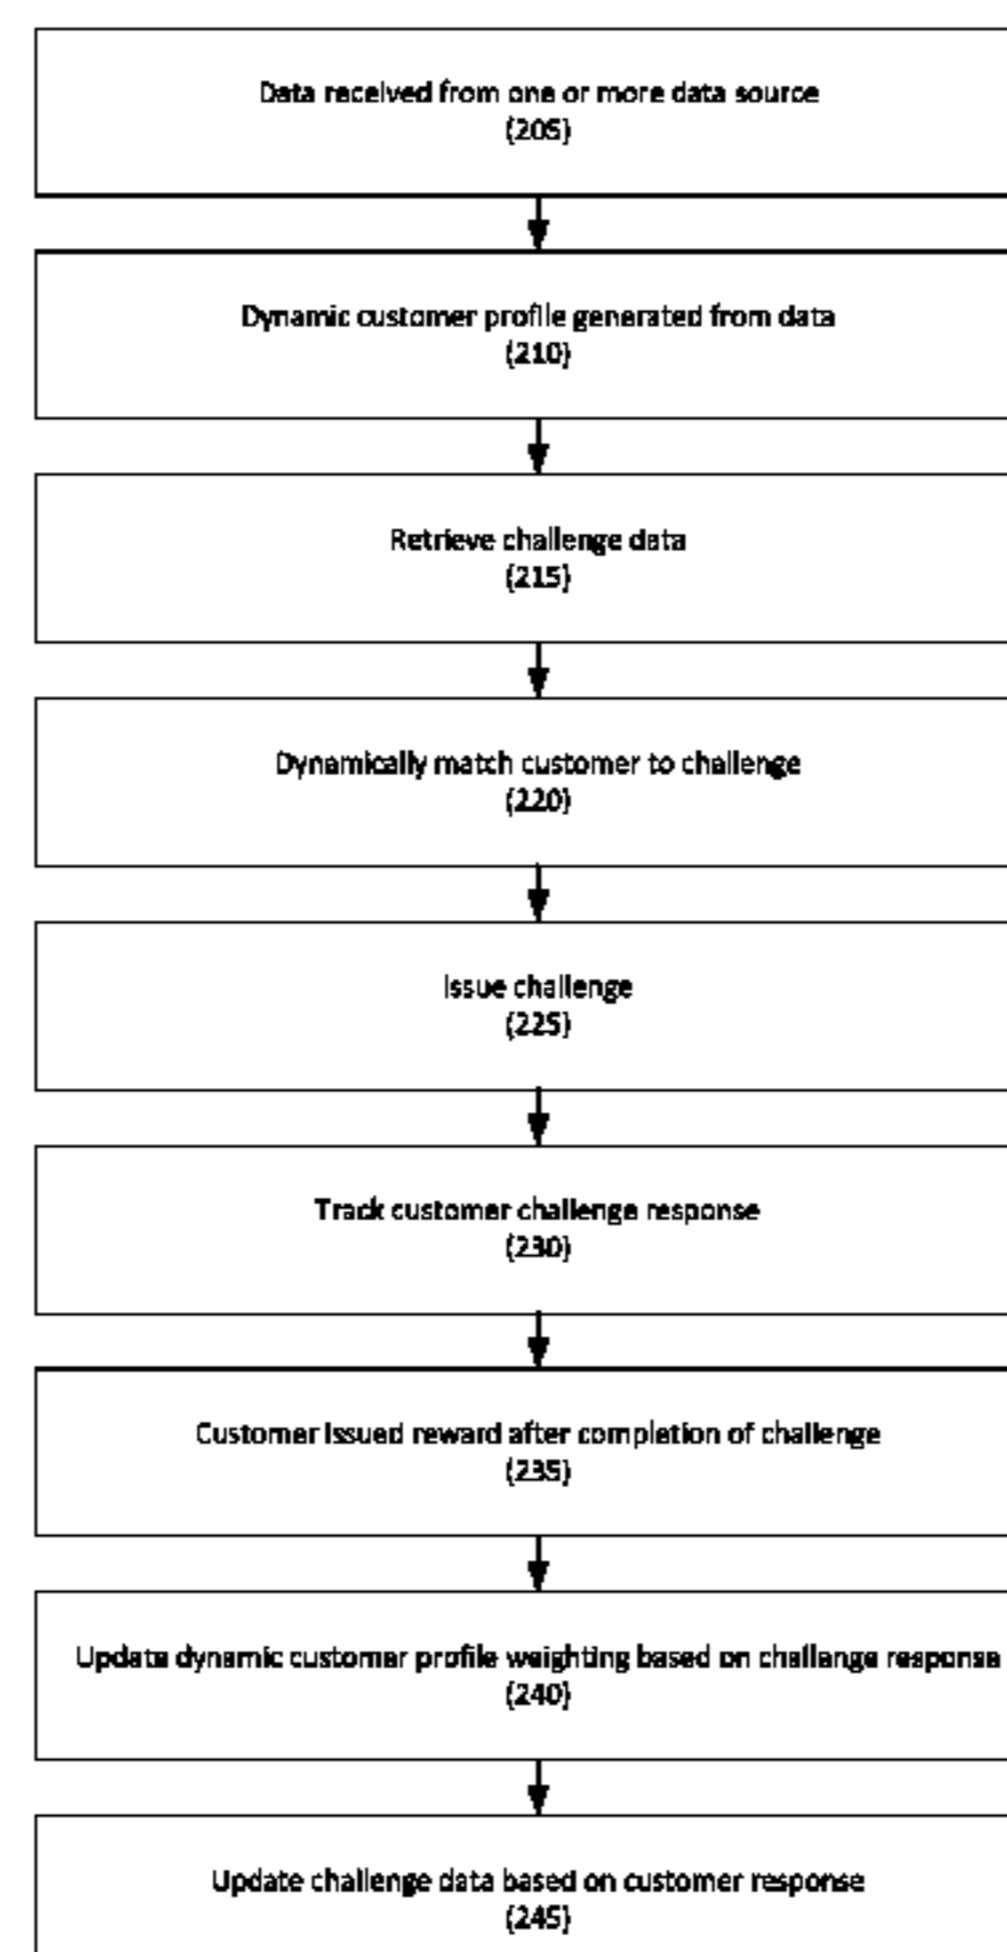 Data received from one or more data source
(205)
Dynamic customer profile generated from data
(210)
Retrieve challenge data
(215)
Dynamically match customer to challenge
(220)
Issue challenge
(225)
Track customer challenge response
(230)
Customer issued reward after completion of challenge
(235)
Update dynamic customer profile weighting based on challenge response
(240)
Update challenge data based on customer response
(245)